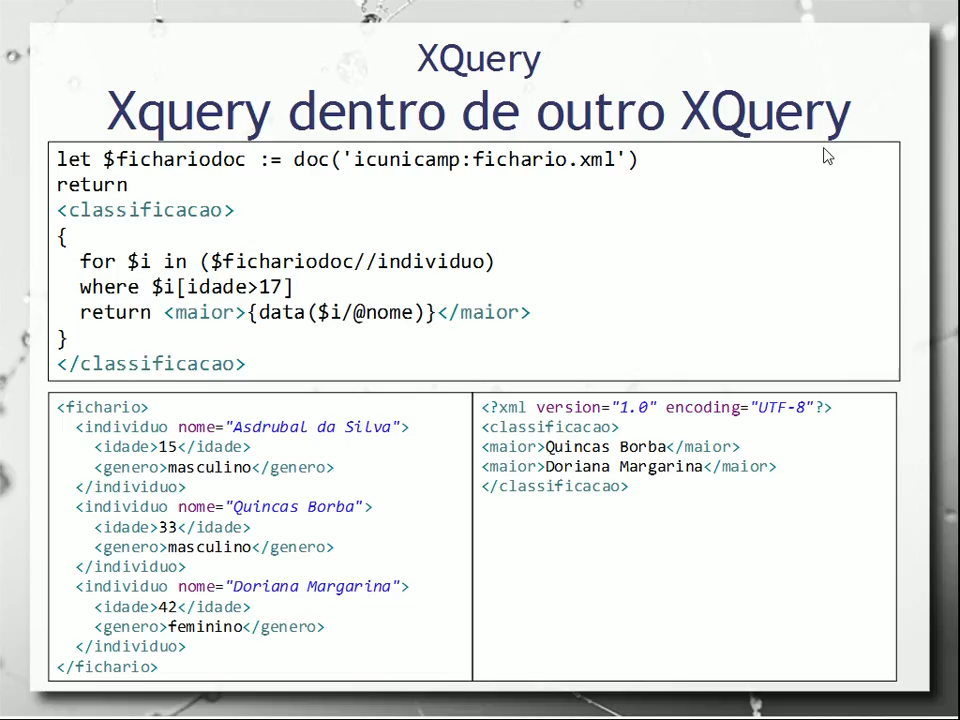 XQuery
Xquery dentro de outro XQuery
let $fichariodoc := doc('icunicamp:fichario.xml')
return
<classificacao>
{
  for $i in ($fichariodoc//individuo)
  where $i[idade>17]
  return <maior>{data($i/@nome)}</maior>
}
</classificacao>
<fichario>
  <individuo nome="Asdrubal da Silva">
    <idade>15</idade>
    <genero>masculino</genero>
  </individuo>
  <individuo nome="Quincas Borba">
    <idade>33</idade>
    <genero>masculino</genero>
  </individuo>
  <individuo nome="Doriana Margarina">
    <idade>42</idade>
    <genero>feminino</genero>
  </individuo>
</fichario>
<?xml version="1.0" encoding="UTF-8"?>
<classificacao>
<maior>Quincas Borba</maior>
<maior>Doriana Margarina</maior>
</classificacao>